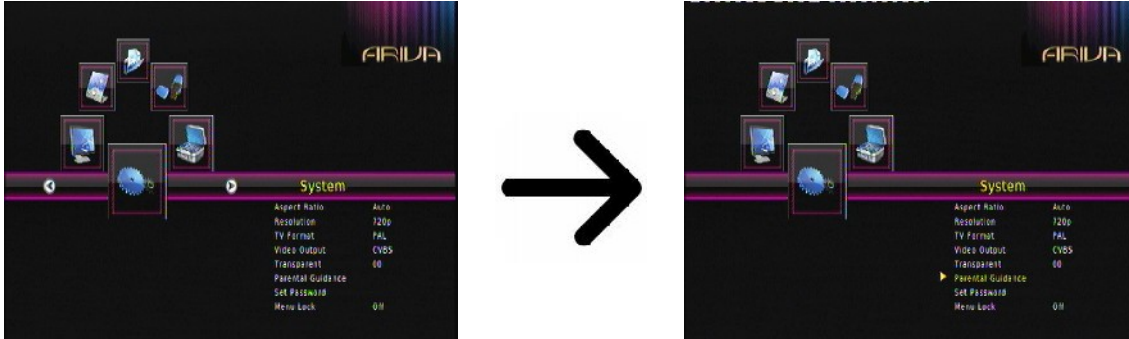 ARIVA
System
Aspect Ratio Auto
Resolution 720p
TV Format PAL
Video Output CVBS
Transparent 00
Parental Guidance
Set Password
Menu Lock Off
ARIVA
System
Aspect Ratio Auto
Resolution 720p
TV Format PAL
Video Output CVBS
Transparent 00
Parental Guidance
Set Password
Menu Lock Off